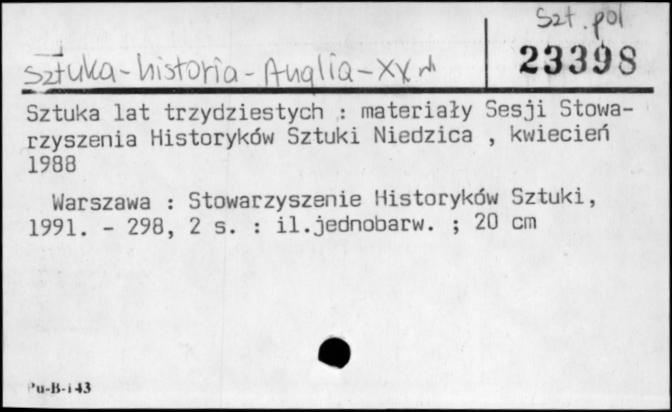 Szt. pol
23398
Sztuka - historia - Anglia - XX w
Sztuka lat trzydziestych : materiały Sesji Stowa-
rzyszenia Historyków Sztuki Niedzica , kwiecień
1988
Warszawa : Stowarzyszenie Historyków Sztuki,
1991. - 298, 2 s. : il.jednobarw. ; 20 cm
Pu-B-i 43